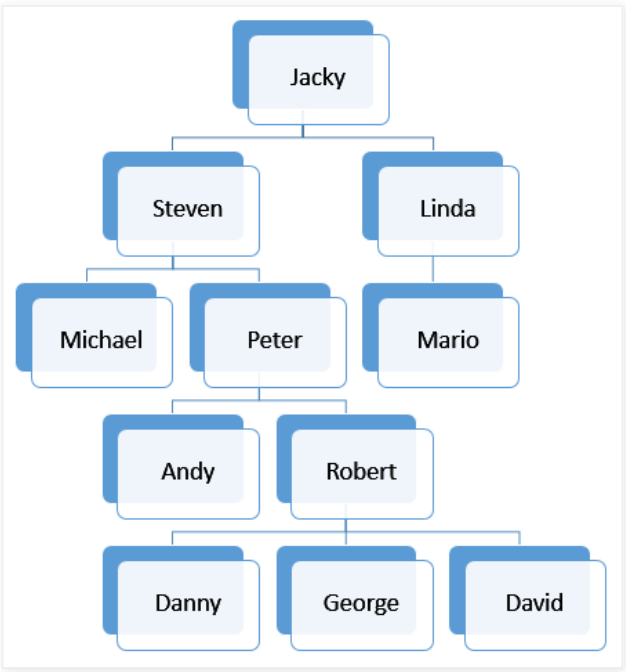 Jacky
Steven
Linda
Michael
Peter
Mario
Andy
Robert
Danny
George
David